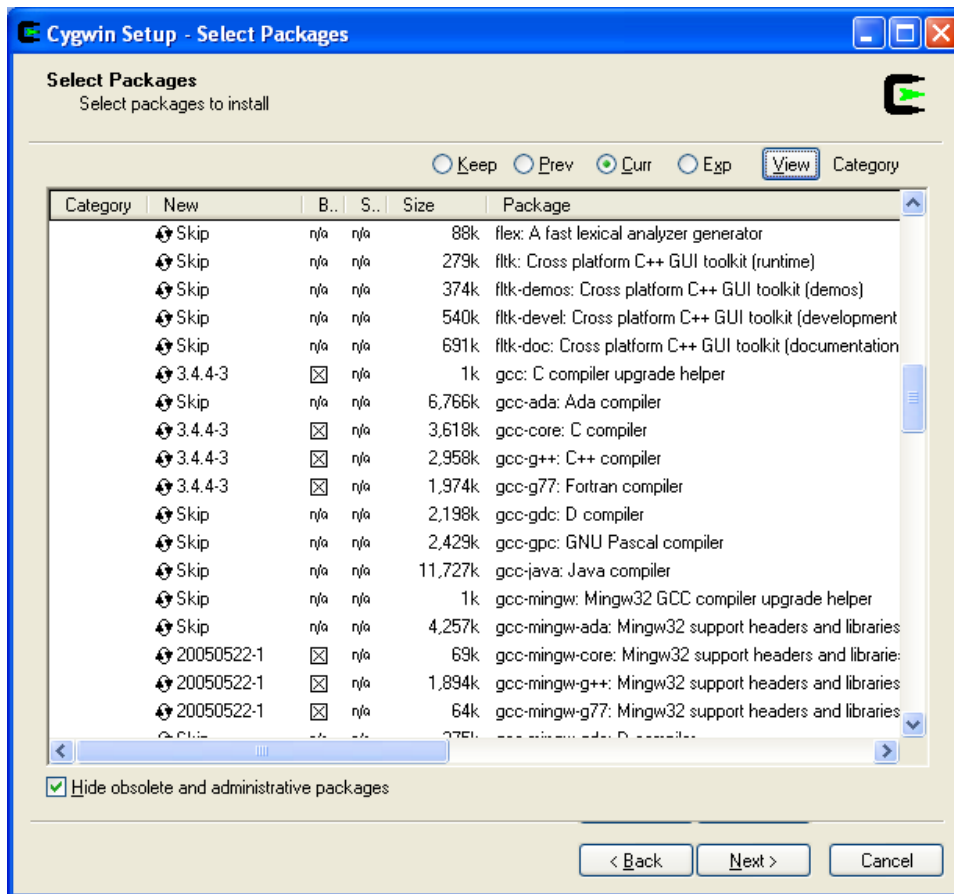 Cygwin Setup - Select Packages
Select Packages
Select packages to install
Keep Prev Curr Exp View Category
Category New B.. S.. Size Package
Skip n/a n/a 88k flex: A fast lexical analyzer generator
Skip n/a n/a 279k fltk: Cross platform C++ GUI toolkit (runtime)
Skip n/a n/a 374k fltk-demos: Cross platform C++ GUI toolkit (demos)
Skip n/a n/a 540k fltk-devel: Cross platform C++ GUI toolkit (development
Skip n/a n/a 691k fltk-doc: Cross platform C++ GUI toolkit (documentation
3.4.4-3 n/a 1k gcc: C compiler upgrade helper
Skip n/a n/a 6,766k gcc-ada: Ada compiler
3.4.4-3 n/a 3,618k gcc-core: C compiler
3.4.4-3 n/a 2,958k gcc-g++: C++ compiler
3.4.4-3 n/a 1,974k gcc-g77: Fortran compiler
Skip n/a n/a 2,198k gcc-gdc: D compiler
Skip n/a n/a 2,429k gcc-gpc: GNU Pascal compiler
Skip n/a n/a 11,727k gcc-java: Java compiler
Skip n/a n/a 1k gcc-mingw: Mingw32 GCC compiler upgrade helper
Skip n/a n/a 4,257k gcc-mingw-ada: Mingw32 support headers and libraries
20050522-1 n/a 69k gcc-mingw-core: Mingw32 support headers and librarie
20050522-1 n/a 1,894k gcc-mingw-g++: Mingw32 support headers and libraries
20050522-1 n/a 64k gcc-mingw-g77: Mingw32 support headers and libraries
Hide obsolete and administrative packages
< Back Next > Cancel